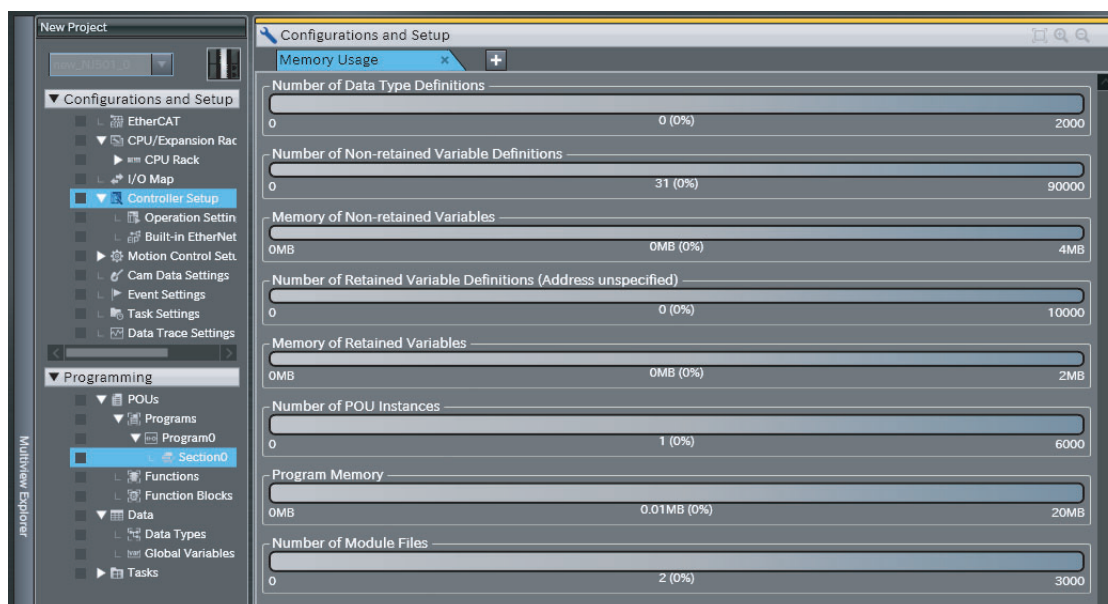 New Project
new_NJ501_0
Configurations and Setup
EtherCAT
CPU/Expansion Rac
CPU Rack
I/O Map
Controller Setup
Operation Settin
Built-in EtherNet
Motion Control Setu
Cam Data Settings
Event Settings
Task Settings
Data Trace Settings
Programming
POUs
Programs
Program0
Section0
Functions
Function Blocks
Data
Data Types
Global Variables
Tasks
Multiview Explorer
Configurations and Setup
Memory Usage
Number of Data Type Definitions
0 0 (0%) 2000
Number of Non-retained Variable Definitions
0 31 (0%) 90000
Memory of Non-retained Variables
0MB 0MB (0%) 4MB
Number of Retained Variable Definitions (Address unspecified)
0 0 (0%) 10000
Memory of Retained Variables
0MB 0MB (0%) 2MB
Number of POU Instances
0 1 (0%) 6000
Program Memory
0MB 0.01MB (0%) 20MB
Number of Module Files
0 2 (0%) 3000